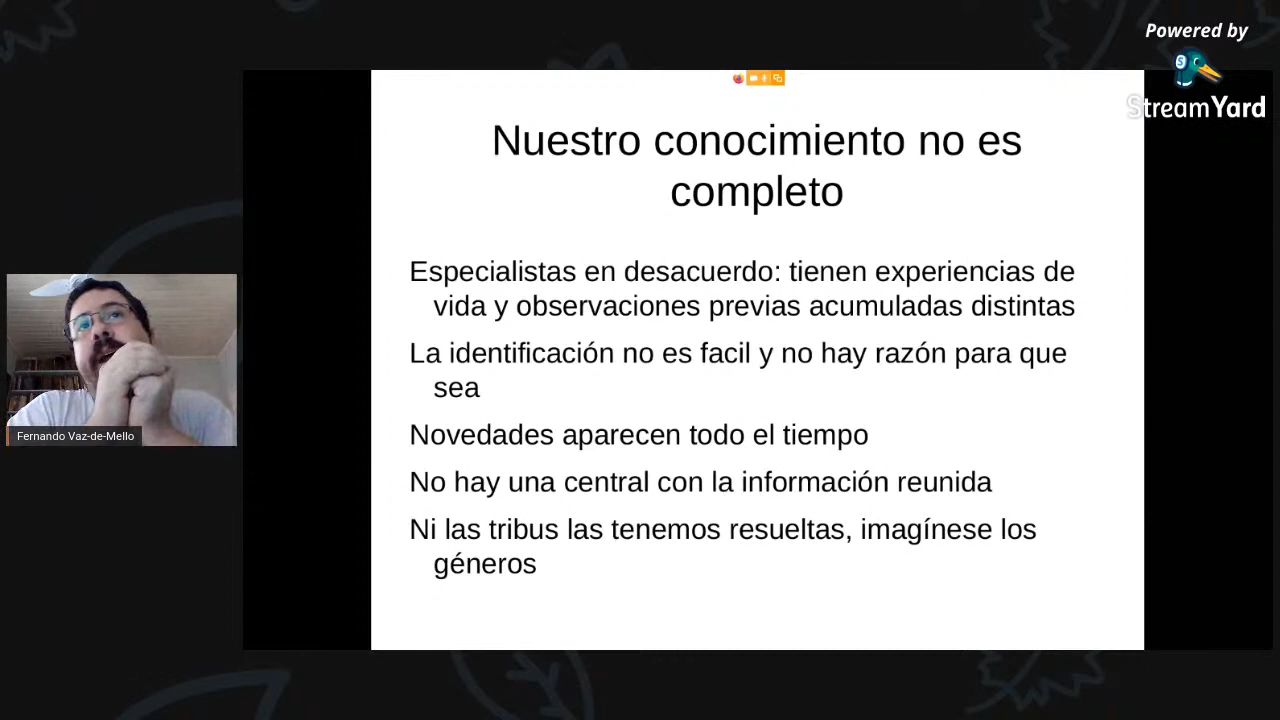 Powered by
StreamYard
Nuestro conocimiento no es
completo
Especialistas en desacuerdo: tienen experiencias de
vida y observaciones previas acumuladas distintas
La identificación no es facil y no hay razón para que
sea
Novedades aparecen todo el tiempo
No hay una central con la información reunida
Ni las tribus las tenemos resueltas, imagínese los
géneros
Fernando Vaz-de-Mello